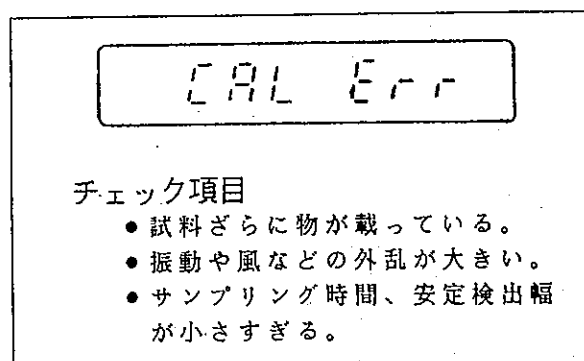 CAL Err
チェック項目
●試料ざらに物が載っている。
●振動や風などの外乱が大きい。
●サンプリング時間、安定検出幅
が小さすぎる。